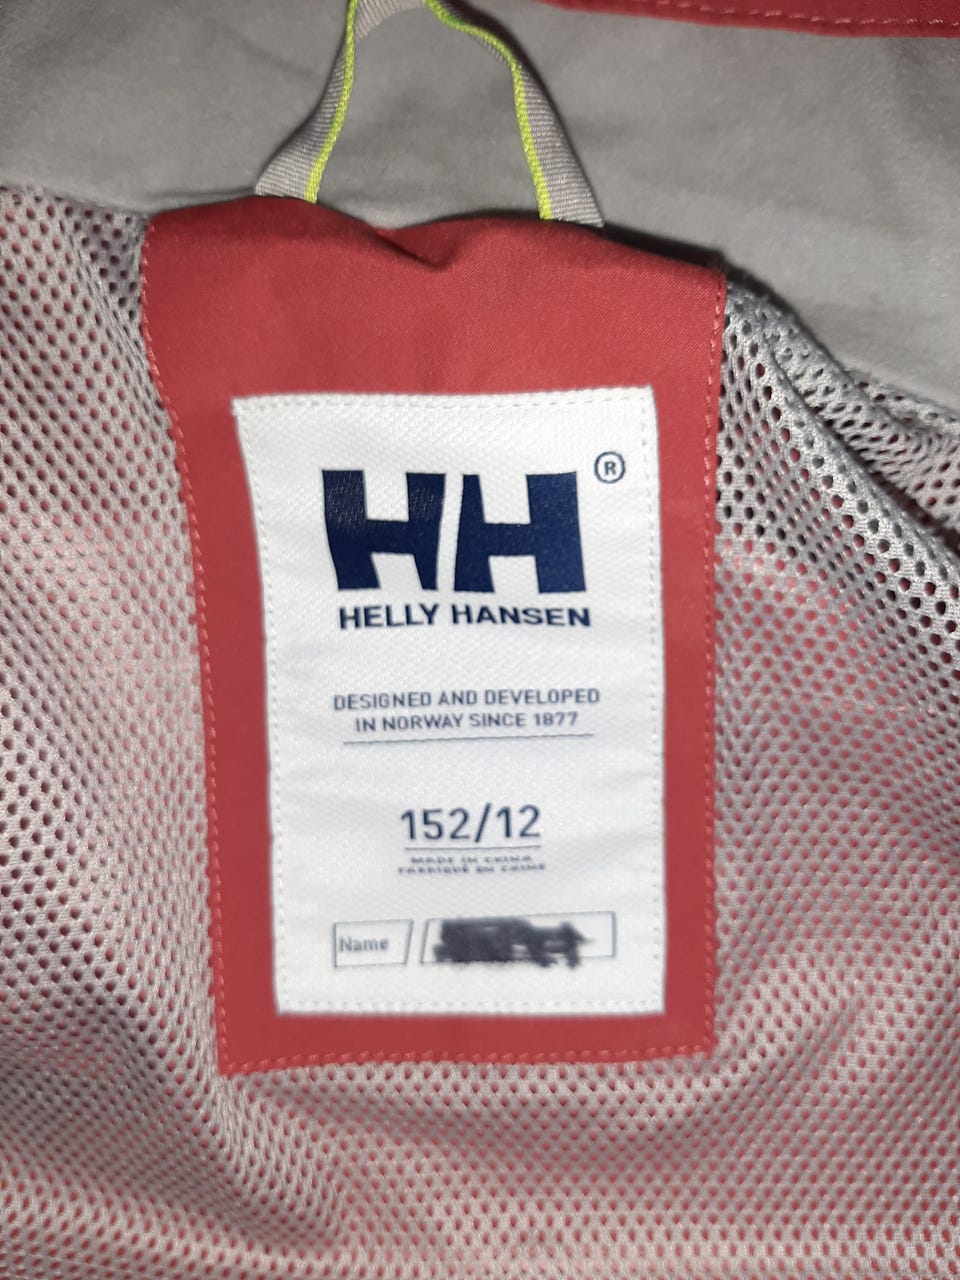 HH®
HELLY HANSEN
DESIGNED AND DEVELOPED
IN NORWAY SINCE 1877
152/12
MADE IN CHINA
FABRIQUÉ EN CHINE
Name